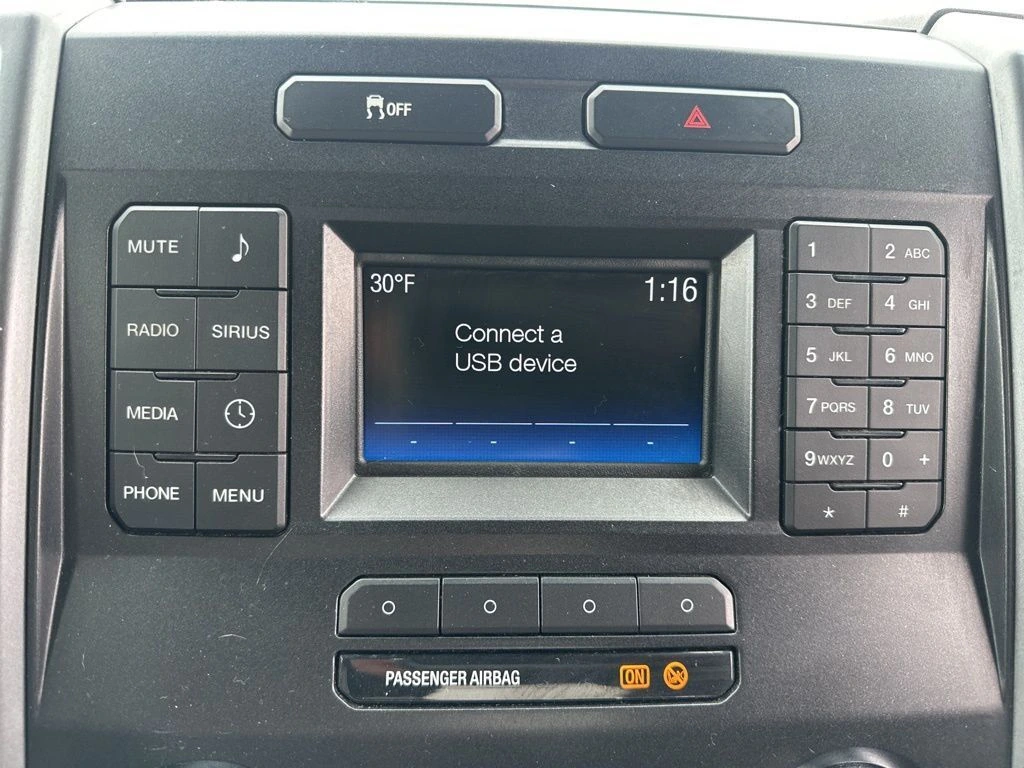 OFF
MUTE
RADIO SIRIUS
MEDIA
PHONE MENU
30°F 1:16
Connect a
USB device
- - - -
1 2 ABC
3 DEF 4 GHI
5 JKL 6 MNO
7 PQRS 8 TUV
9 WXYZ 0 +
* #
PASSENGER AIRBAG ON